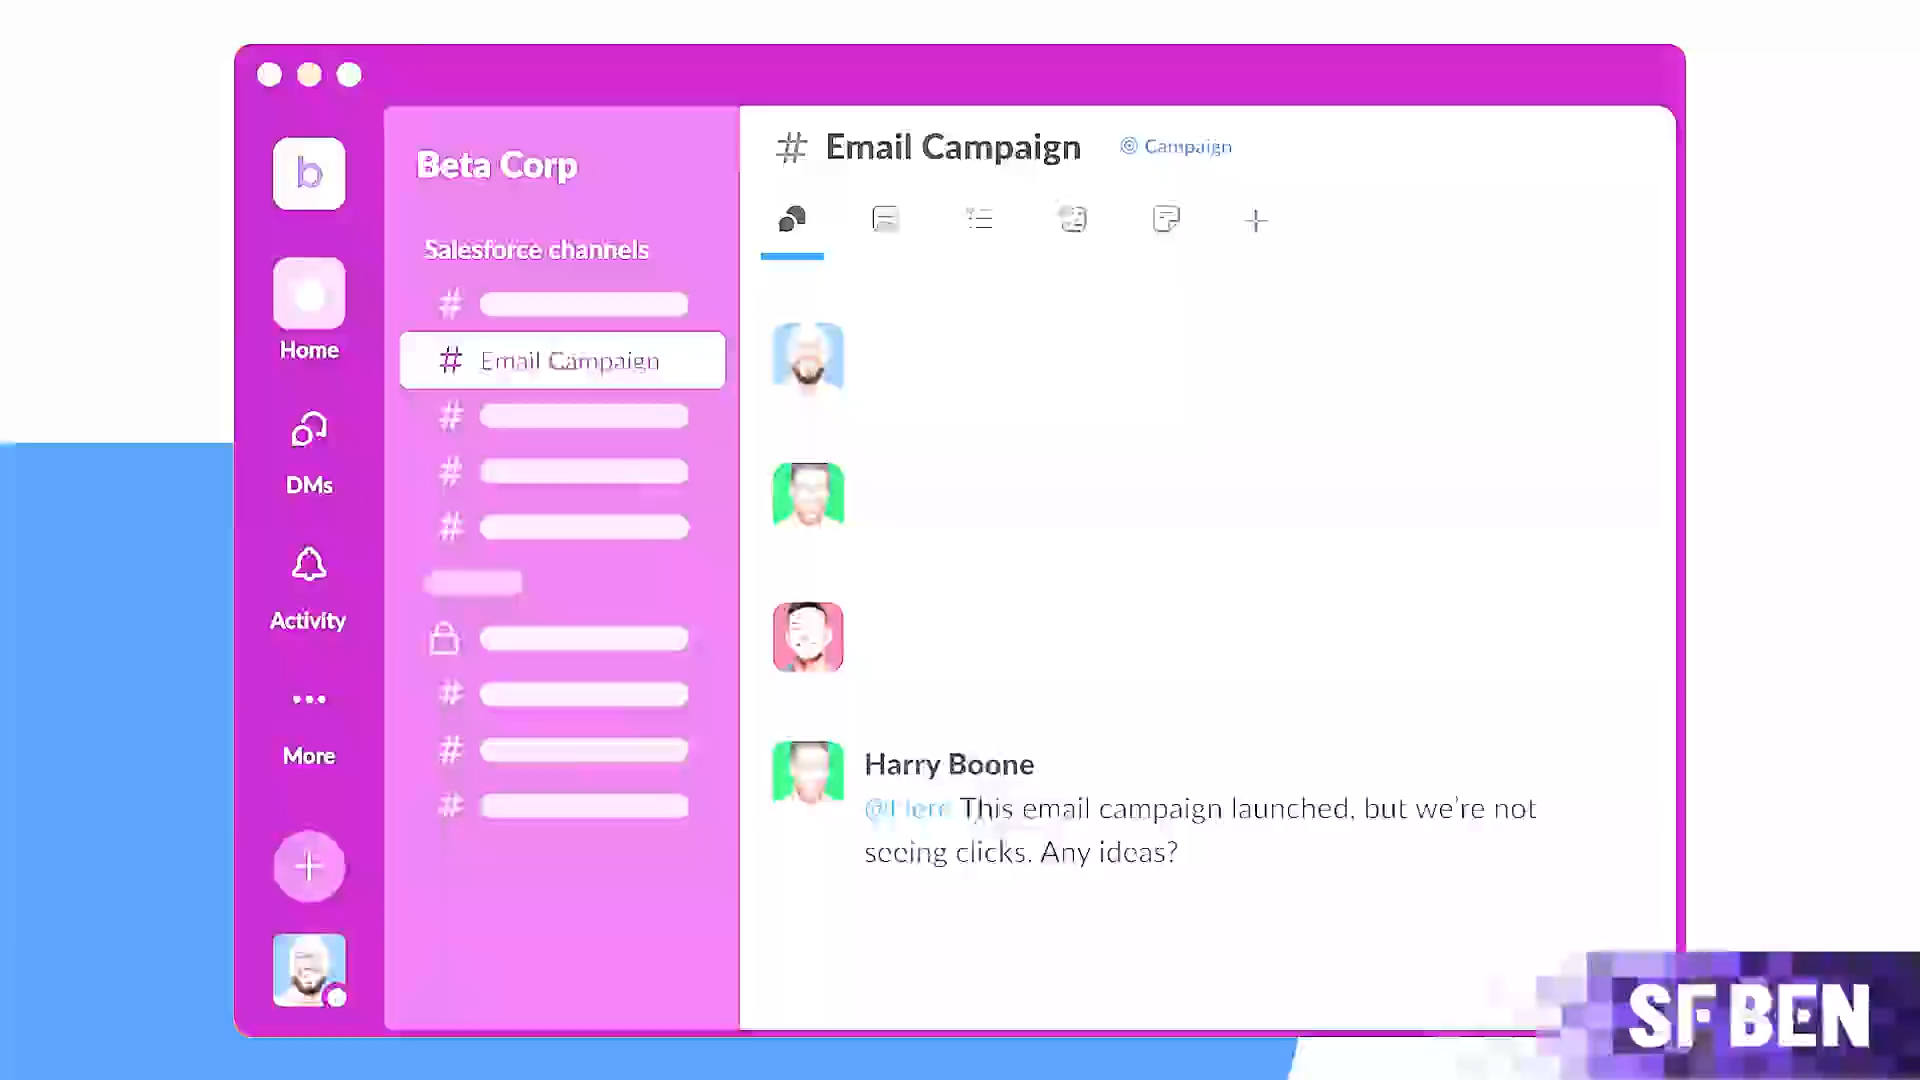 b
Home
DMs
Activity
More
Beta Corp
Salesforce channels
# 
# Email Campaign
#
#
#
#
#
#
# Email Campaign
Campaign
Harry Boone
@Here This email campaign launched, but we're not
seeing clicks. Any ideas?
SF BEN